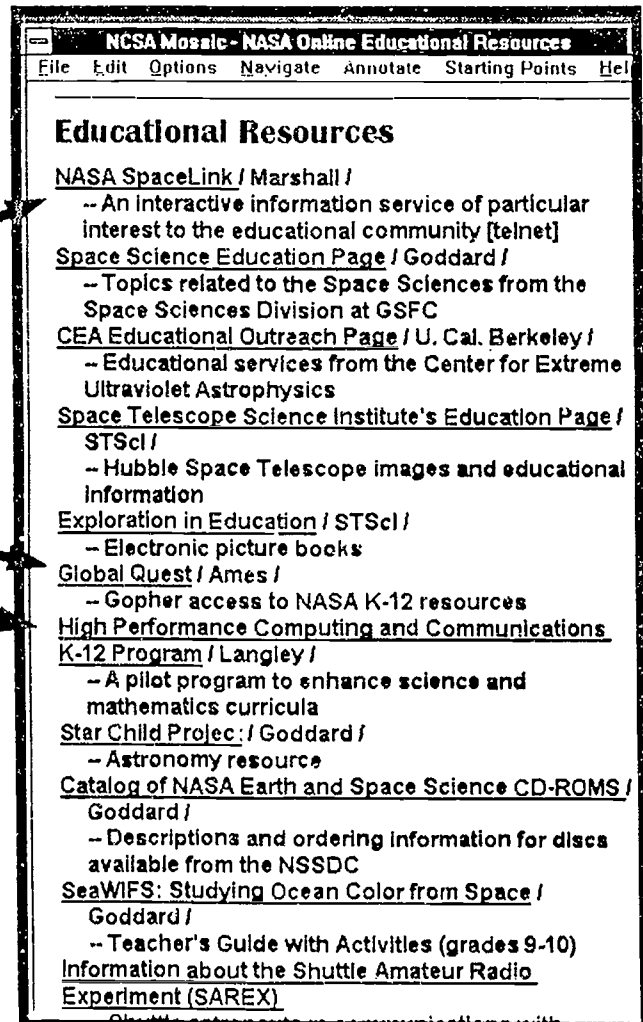 NCSA Mosaic - NASA Online Educational Resources
File Edit Options Navigate Annotate Starting Points Hel
Educational Resources
NASA SpaceLink / Marshall /
-- An interactive information service of particular
interest to the educational community [telnet]
Space Science Education Page / Goddard /
-- Topics related to the Space Sciences from the
Space Sciences Division at GSFC
CEA Educational Outreach Page / U. Cal. Berkeley /
-- Educational services from the Center for Extreme
Ultraviolet Astrophysics
Space Telescope Science Institute's Education Page /
STScI /
-- Hubble Space Telescope images and educational
information
Exploration in Education / STScI /
-- Electronic picture books
Global Quest / Ames /
-- Gopher access to NASA K-12 resources
High Performance Computing and Communications
K-12 Program / Langley /
-- A pilot program to enhance science and
mathematics curricula
Star Child Project / Goddard /
-- Astronomy resource
Catalog of NASA Earth and Space Science CD-ROMS /
Goddard /
-- Descriptions and ordering information for discs
available from the NSSDC
SeaWIFS: Studying Ocean Color from Space /
Goddard /
-- Teacher's Guide with Activities (grades 9-10)
Information about the Shuttle Amateur Radio
Experiment (SAREX)